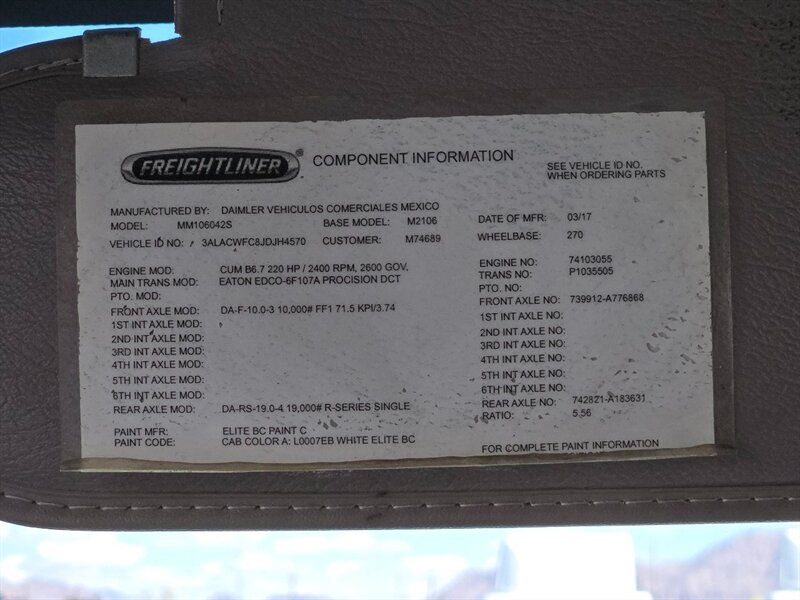 FREIGHTLINER® COMPONENT INFORMATION
SEE VEHICLE ID NO.
WHEN ORDERING PARTS
MANUFACTURED BY: DAIMLER VEHICULOS COMERCIALES MEXICO
MODEL: MM106042S BASE MODEL: M2106 DATE OF MFR: 03/17
VEHICLE ID NO: 3ALACWFC8JDJH4570 CUSTOMER: M74689 WHEELBASE: 270
ENGINE MOD: CUM B6.7 220 HP / 2400 RPM, 2600 GOV, ENGINE NO: 74103055
MAIN TRANS MOD: EATON EDCO-6F107A PROCISION DCT TRANS NO: P1035505
PTO. MOD: PTO. NO:
FRONT AXLE MOD: DA-F-10.0-3 10,000# FF1 71.5 KPI/3.74 FRONT AXLE NO: 739912-A776868
1ST INT AXLE MOD: 1ST INT AXLE NO:
2ND INT AXLE MOD: 2ND INT AXLE NO:
3RD INT AXLE MOD: 3RD INT AXLE NO:
4TH INT AXLE MOD: 4TH INT AXLE NO:
5TH INT AXLE MOD: 5TH INT AXLE NO:
6TH INT AXLE MOD: 6TH INT AXLE NO:
REAR AXLE MOD: DA-RS-19.0-4 19,000# R-SERIES SINGLE REAR AXLE NO: 742821-A183631
RATIO: 5.56
PAINT MFR: ELITE BC PAINT C
PAINT CODE: CAB COLOR A: L0007EB WHITE ELITE BC
FOR COMPLETE PAINT INFORMATION